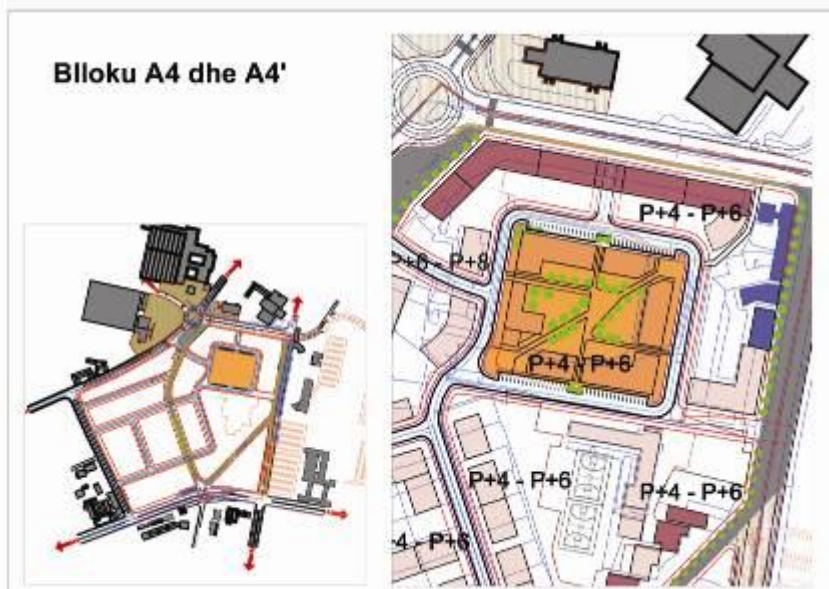 Blloku A4 dhe A4'
P+4 - P+6
P+6 - P+8
P+4 - P+6
P+4 - P+6
P+4 - P+6
-4 - P+6